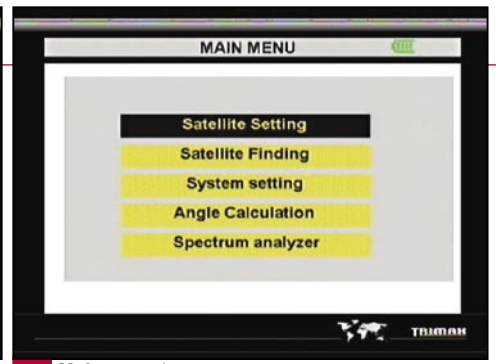 MAIN MENU
Satellite Setting
Satellite Finding
System setting
Angle Calculation
Spectrum analyzer
TRIMAX